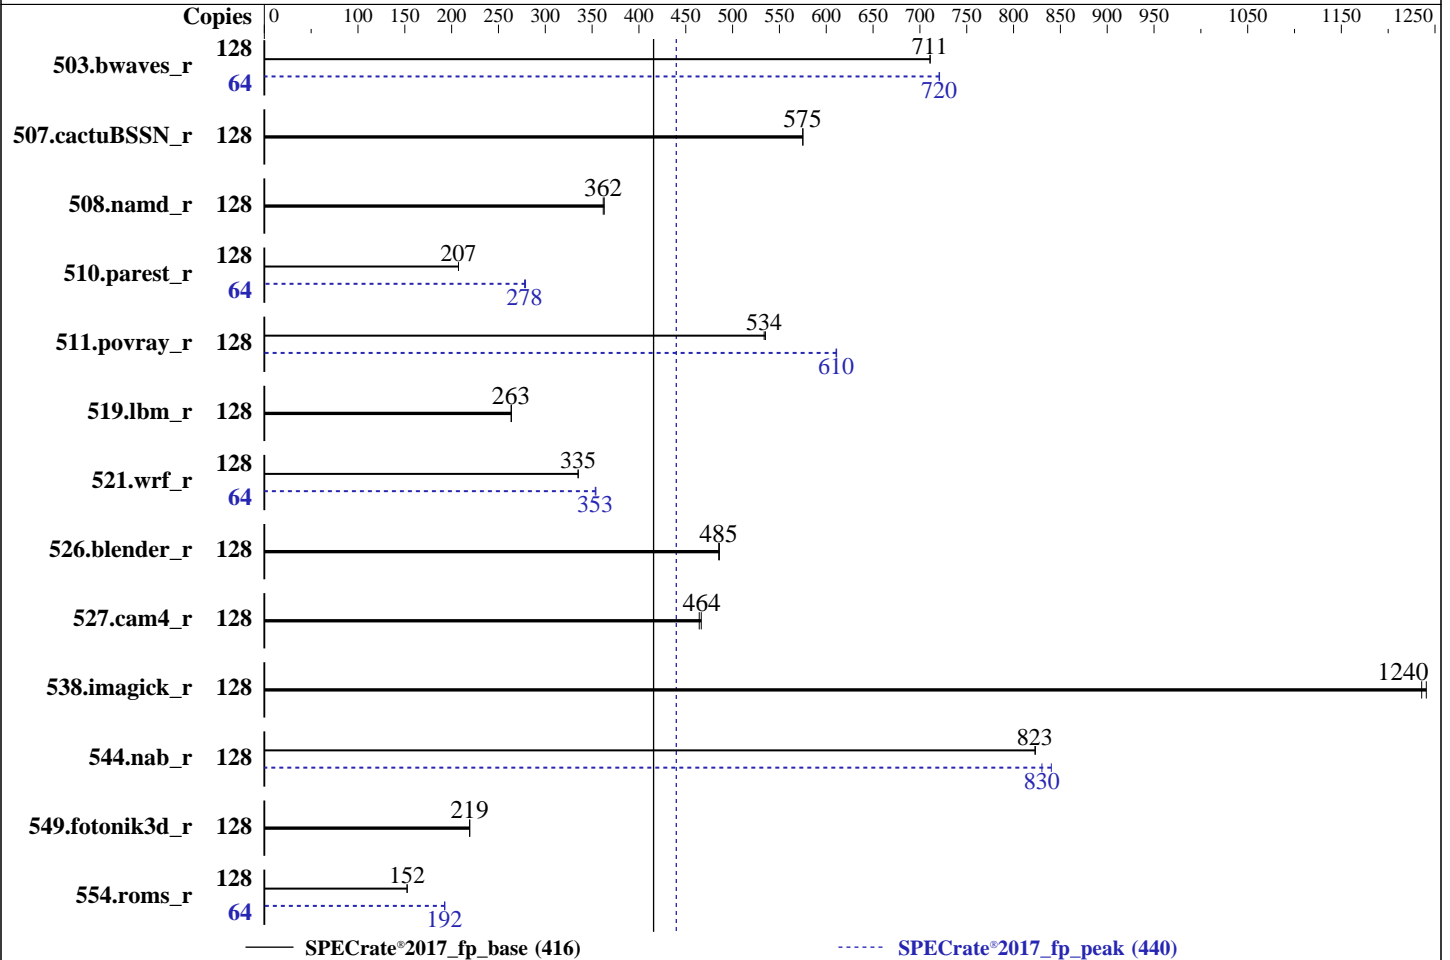 Copies 0 100 150 200 250 300 350 400 450 500 550 600 650 700 750 800 850 900 950 1050 1150 1250
503.bwaves_r 128 711
64 720
507.cactuBSSN_r 128 575
508.namd_r 128 362
510.parest_r 128 207
64 278
511.povray_r 128 534
610
519.lbm_r 128 263
521.wrf_r 128 335
64 353
526.blender_r 128 485
527.cam4_r 128 464
538.imagick_r 128 1240
544.nab_r 128 823
830
549.fotonik3d_r 128 219
554.roms_r 128 152
64 192
SPECrate®2017_fp_base (416) SPECrate®2017_fp_peak (440)